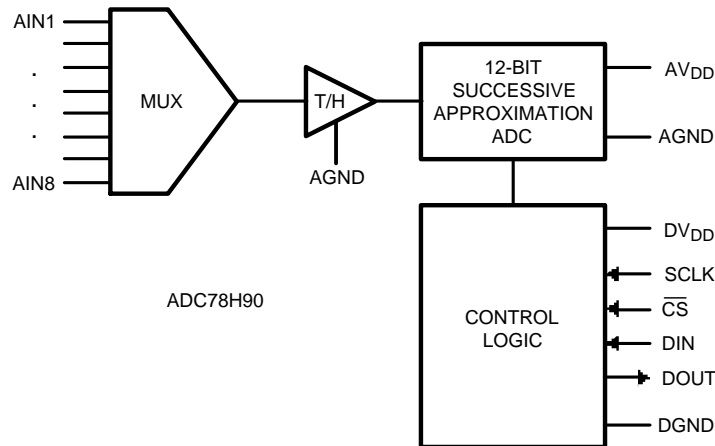 AIN1
MUX
AIN8
T/H
AGND
12-BIT
SUCCESSIVE
APPROXIMATION
ADC
AVDD
AGND
ADC78H90
CONTROL
LOGIC
DVDD
SCLK
C̅S̅
DIN
DOUT
DGND